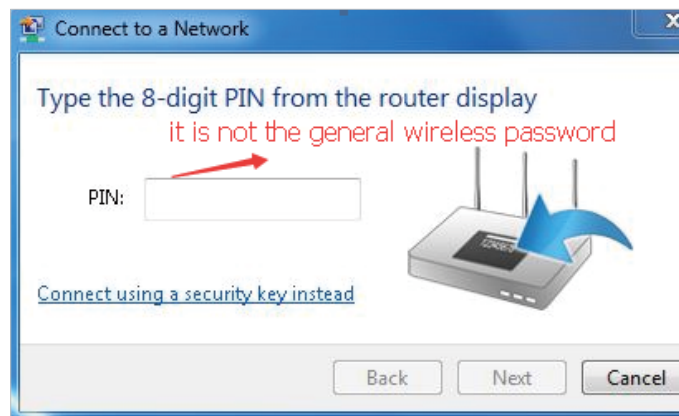 Connect to a Network
X
Type the 8-digit PIN from the router display
it is not the general wireless password
PIN:
12345670
Connect using a security key instead
Back
Next
Cancel